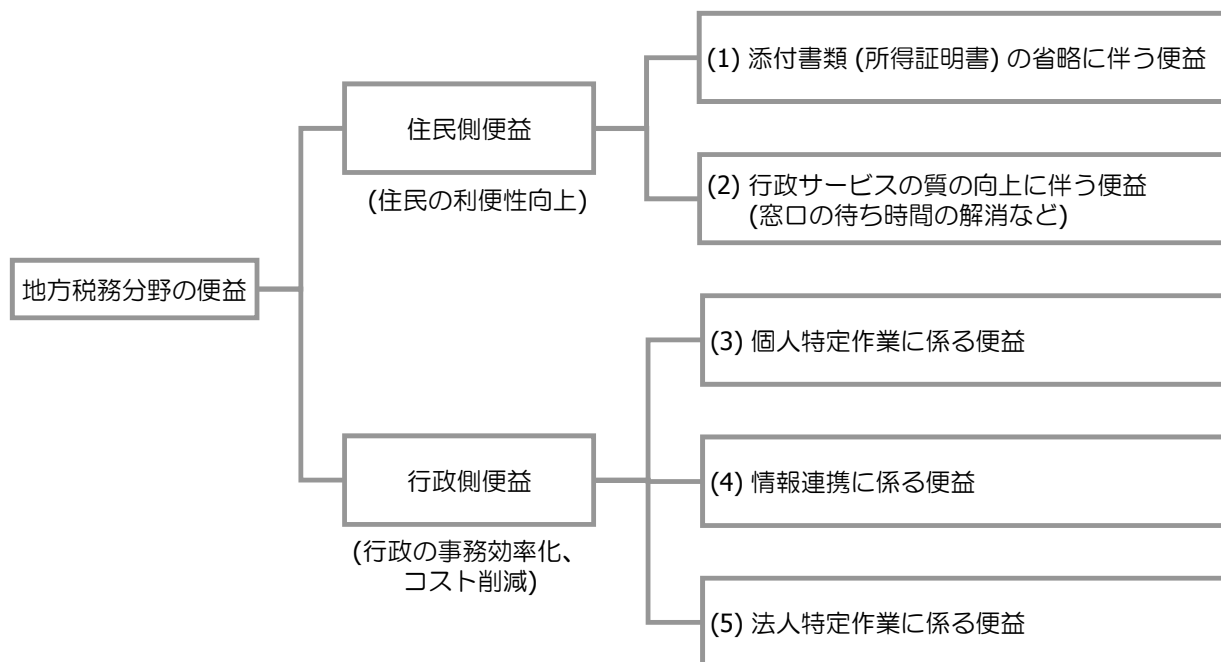 地方税務分野の便益
住民側便益
(住民の利便性向上)
(1) 添付書類 (所得証明書) の省略に伴う便益
(2) 行政サービスの質の向上に伴う便益
(窓口の待ち時間の解消など)
行政側便益
(行政の事務効率化、
コスト削減)
(3) 個人特定作業に係る便益
(4) 情報連携に係る便益
(5) 法人特定作業に係る便益